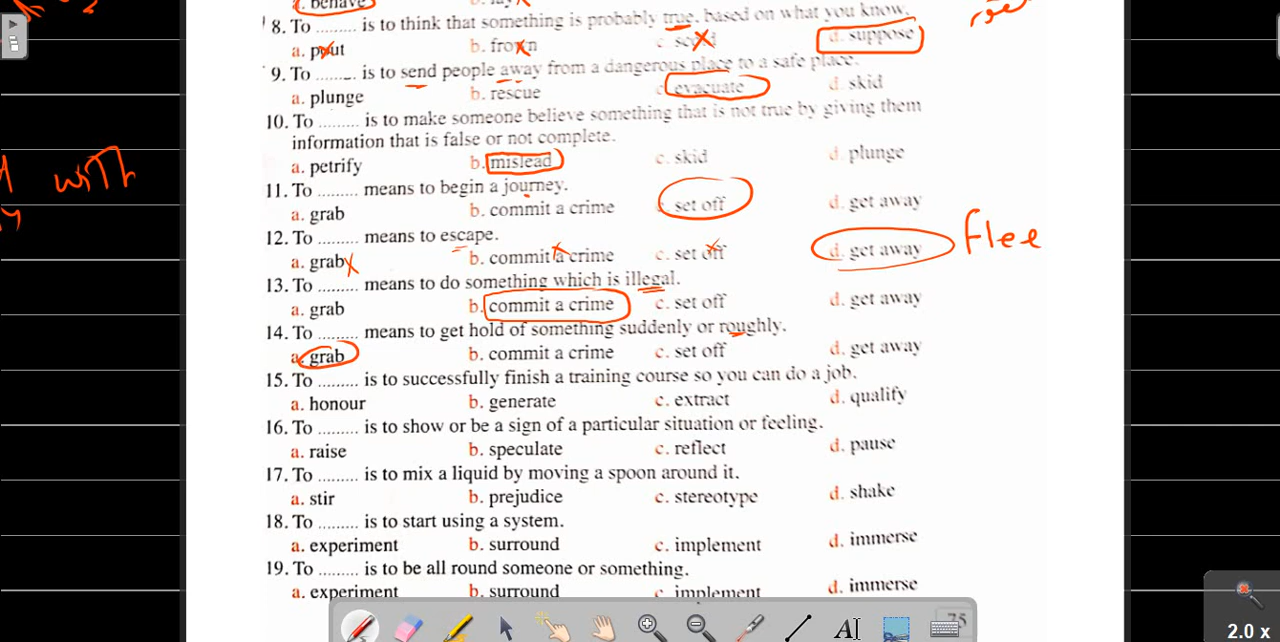 behave
8. To ......... is to think that something is probably true, based on what you know.
a. pout b. frown c. scold d. suppose
9. To ......... is to send people away from a dangerous place to a safe place.
a. plunge b. rescue c. evacuate d. skid
10. To ......... is to make someone believe something that is not true by giving them
information that is false or not complete.
a. petrify b. mislead c. skid d. plunge
with
11. To ......... means to begin a journey.
a. grab b. commit a crime c. set off d. get away
12. To ......... means to escape.
a. grab b. commit a crime c. set off d. get away Flee
13. To ......... means to do something which is illegal.
a. grab b. commit a crime c. set off d. get away
14. To ......... means to get hold of something suddenly or roughly.
a. grab b. commit a crime c. set off d. get away
15. To ......... is to successfully finish a training course so you can do a job.
a. honour b. generate c. extract d. qualify
16. To ......... is to show or be a sign of a particular situation or feeling.
a. raise b. speculate c. reflect d. pause
17. To ......... is to mix a liquid by moving a spoon around it.
a. stir b. prejudice c. stereotype d. shake
18. To ......... is to start using a system.
a. experiment b. surround c. implement d. immerse
19. To ......... is to be all round someone or something.
a. experiment b. surround c. implement d. immerse
75
2.0 x